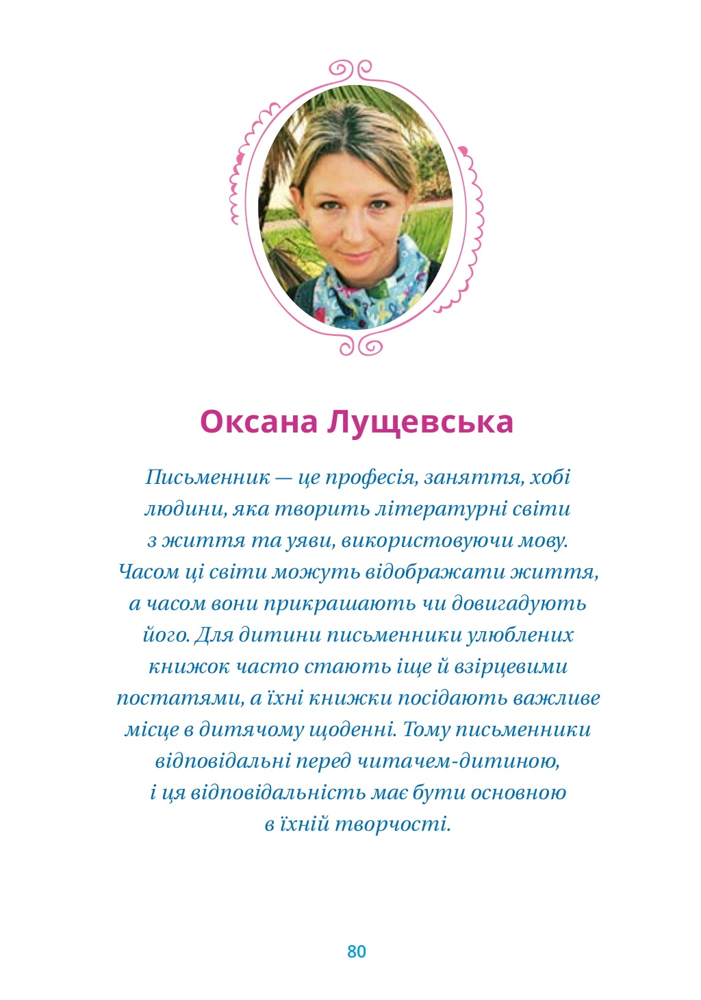 Оксана Лущевська
Письменник — це професія, заняття, хобі
людини, яка творить літературні світи
з життя та уяви, використовуючи мову.
Часом ці світи можуть відображати життя,
а часом вони прикрашають чи довигадують
його. Для дитини письменники улюблених
книжок часто стають іще й взірцевими
постатями, а їхні книжки посідають важливе
місце в дитячому щоденні. Тому письменники
відповідальні перед читачем-дитиною,
і ця відповідальність має бути основною
в їхній творчості.
80